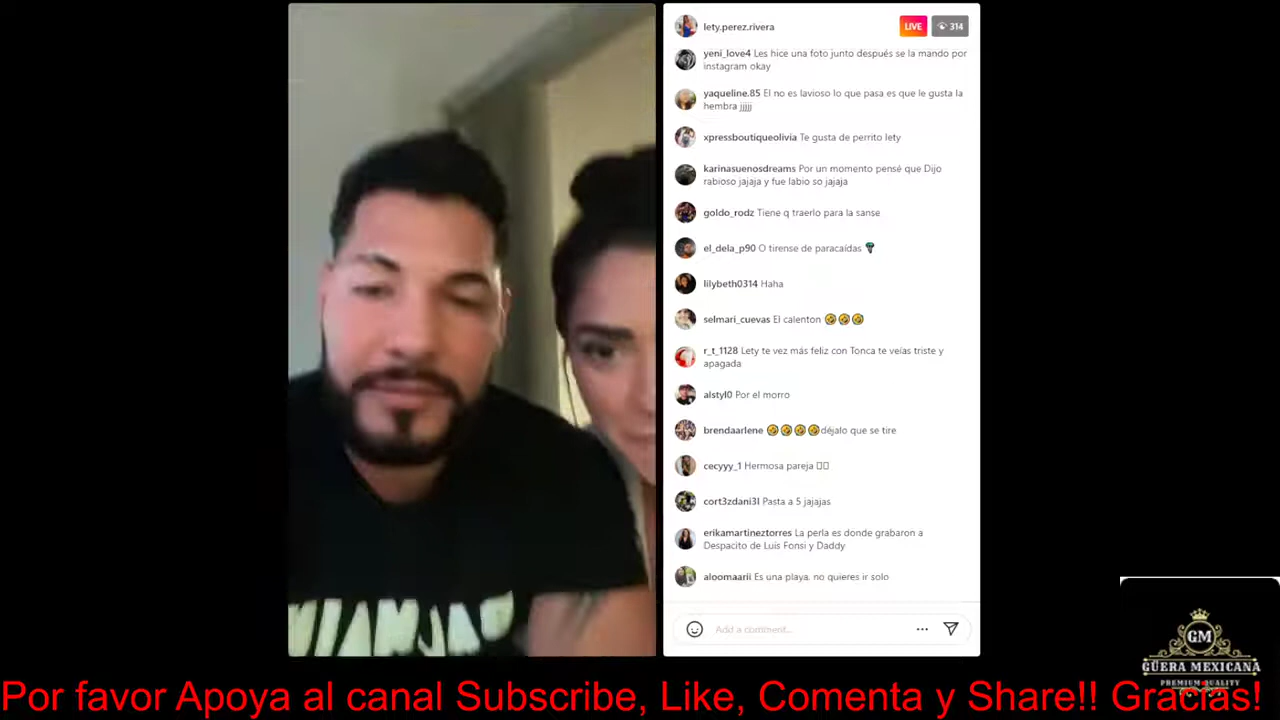 lety.perez.rivera
LIVE 314
yeni_love4 Les hice una foto junto después se la mando por
instagram okay
yaqueline.85 El no es lavioso lo que pasa es que le gusta la
hembra jjjjj
xpressboutiqueolivia Te gusta de perrito lety
karinasuenosdreams Por un momento pensé que Dijo
rabioso jajaja y fue labio so jajaja
goldo_rodz Tiene q traerlo para la sanse
el_dela_p90 O tirense de paracaídas
lilybeth0314 Haha
selmari_cuevas El calenton 🤣🤣🤣
r_t_1128 Lety te vez más feliz con Tonca te veías triste y
apagada
alstyl0 Por el morro
brendaarlene 🤣🤣🤣🤣déjalo que se tire
cecyyy_1 Hermosa pareja
cort3zdani3l Pasta a 5 jajajas
erikamartineztorres La perla es donde grabaron a
Despacito de Luis Fonsi y Daddy
aloomaarii Es una playa, no quieres ir solo
Add a comment...
GM
GÜERA MEXICANA
PREMIUM QUALITY
Por favor Apoya al canal Subscribe, Like, Comenta y Share!! Gracias!